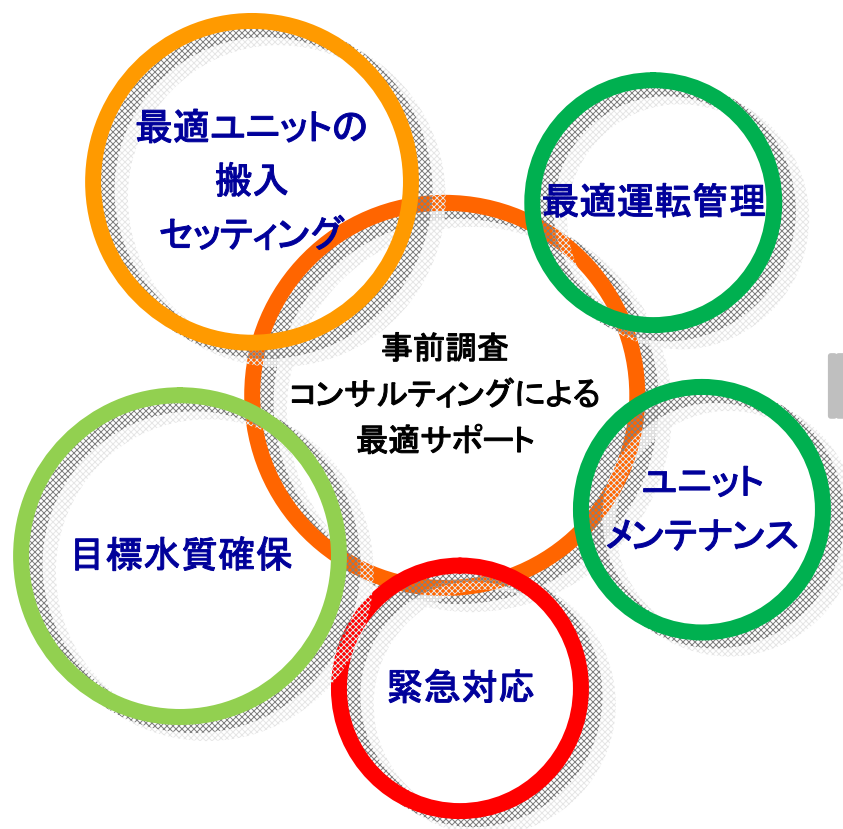 最適ユニットの
搬入
セッティング
最適運転管理
事前調査
コンサルティングによる
最適サポート
ユニット
メンテナンス
目標水質確保
緊急対応